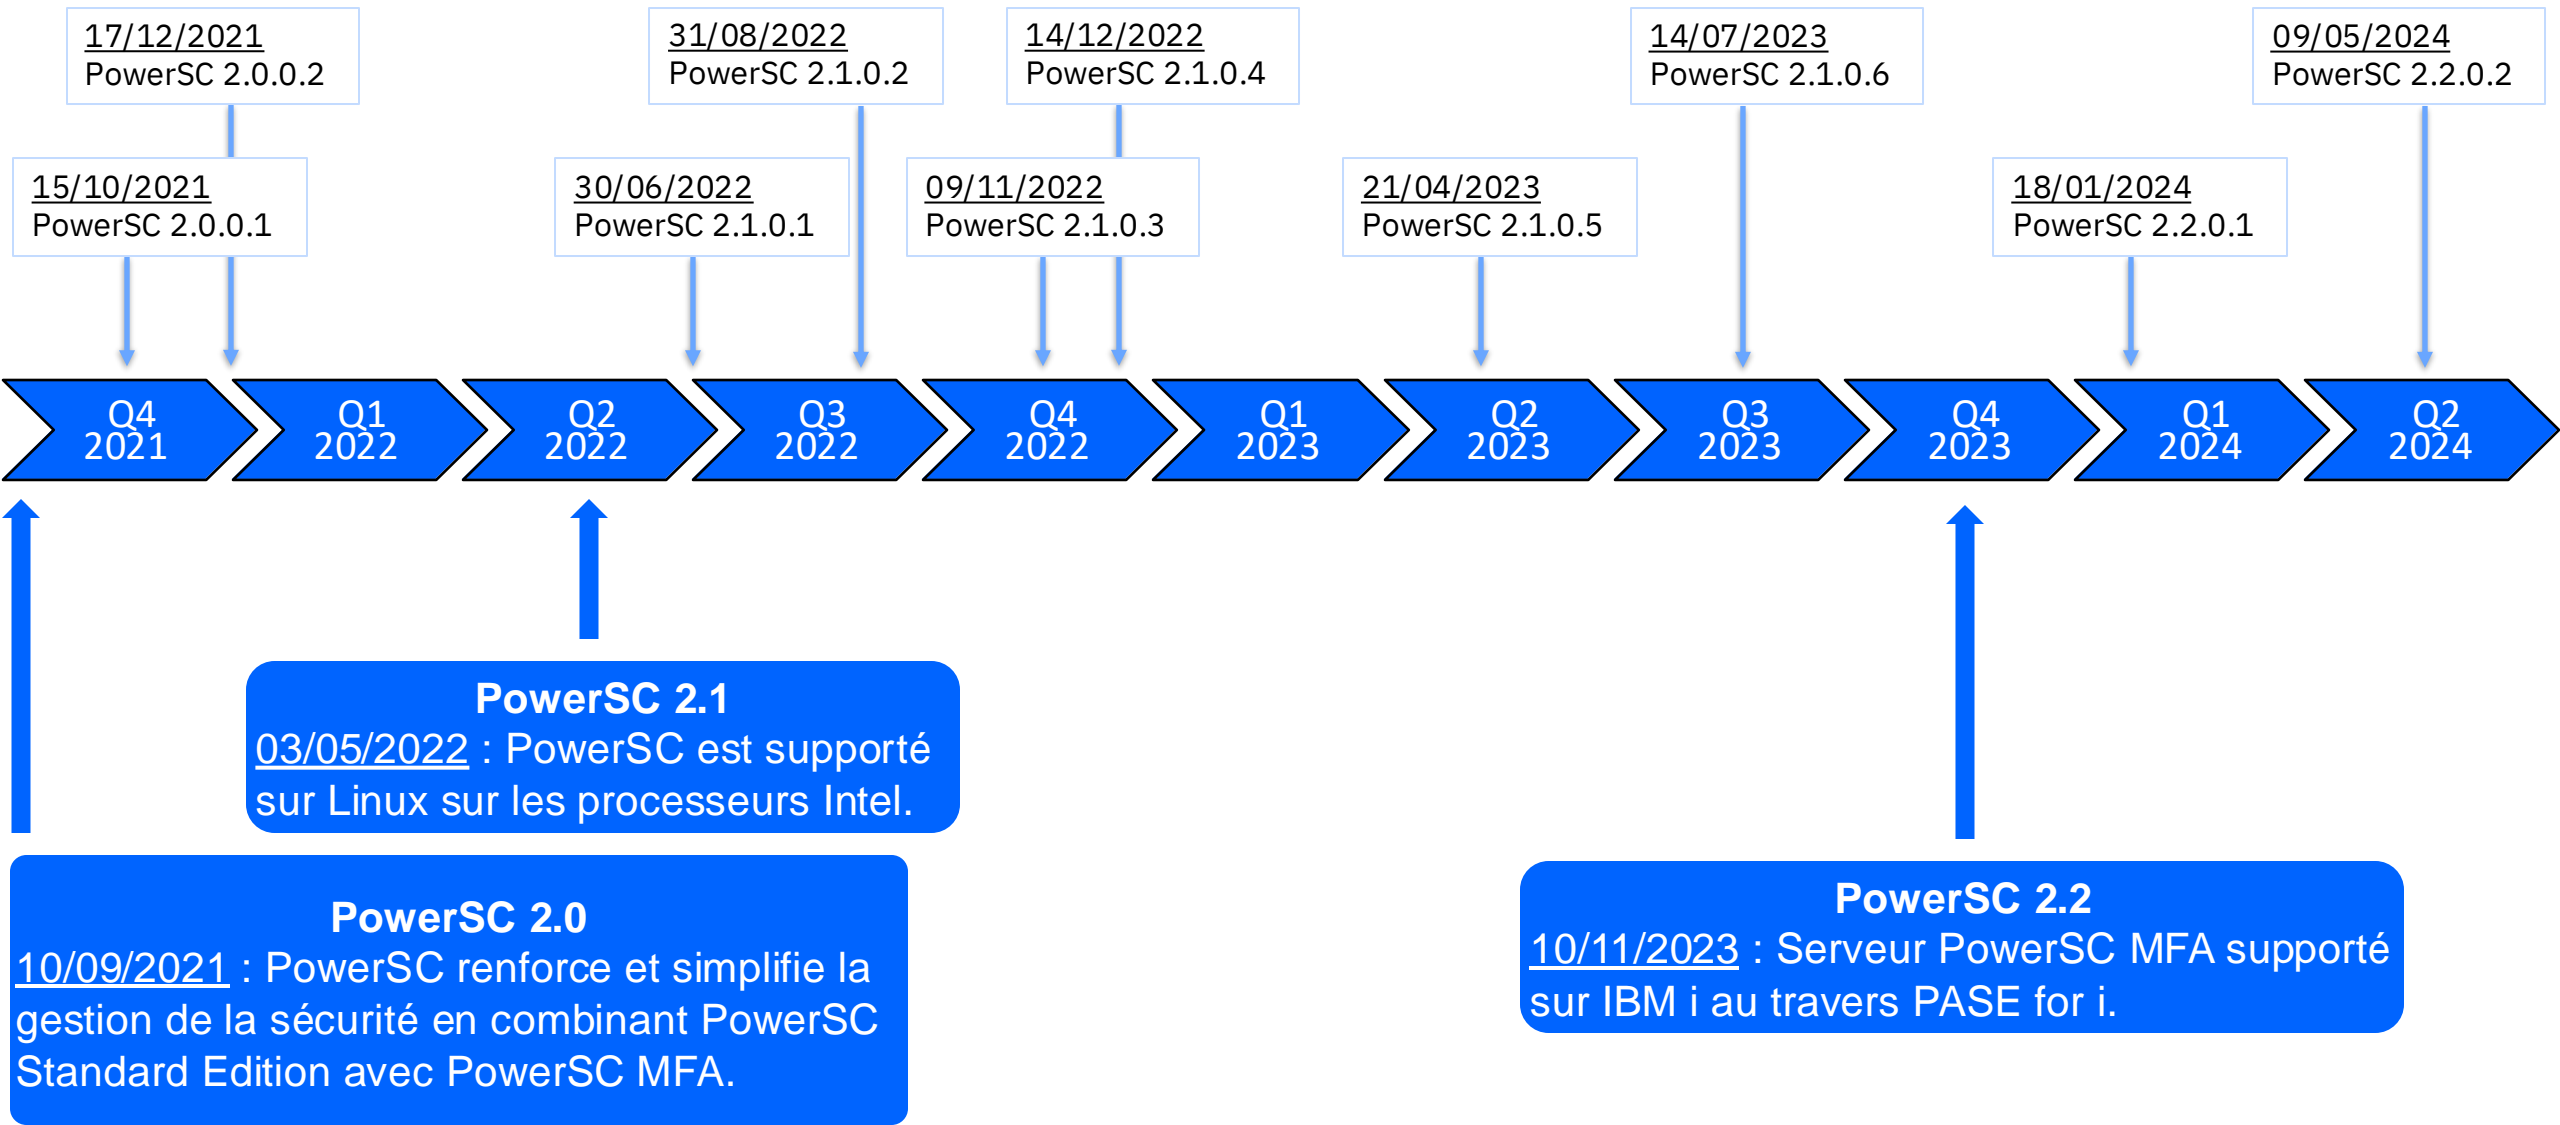 17/12/2021
PowerSC 2.0.0.2
31/08/2022
PowerSC 2.1.0.2
14/12/2022
PowerSC 2.1.0.4
14/07/2023
PowerSC 2.1.0.6
09/05/2024
PowerSC 2.2.0.2
15/10/2021
PowerSC 2.0.0.1
30/06/2022
PowerSC 2.1.0.1
09/11/2022
PowerSC 2.1.0.3
21/04/2023
PowerSC 2.1.0.5
18/01/2024
PowerSC 2.2.0.1
Q4
2021
Q1
2022
Q2
2022
Q3
2022
Q4
2022
Q1
2023
Q2
2023
Q3
2023
Q4
2023
Q1
2024
Q2
2024
PowerSC 2.1
03/05/2022 : PowerSC est supporté
sur Linux sur les processeurs Intel.
PowerSC 2.0
10/09/2021 : PowerSC renforce et simplifie la
gestion de la sécurité en combinant PowerSC
Standard Edition avec PowerSC MFA.
PowerSC 2.2
10/11/2023 : Serveur PowerSC MFA supporté
sur IBM i au travers PASE for i.